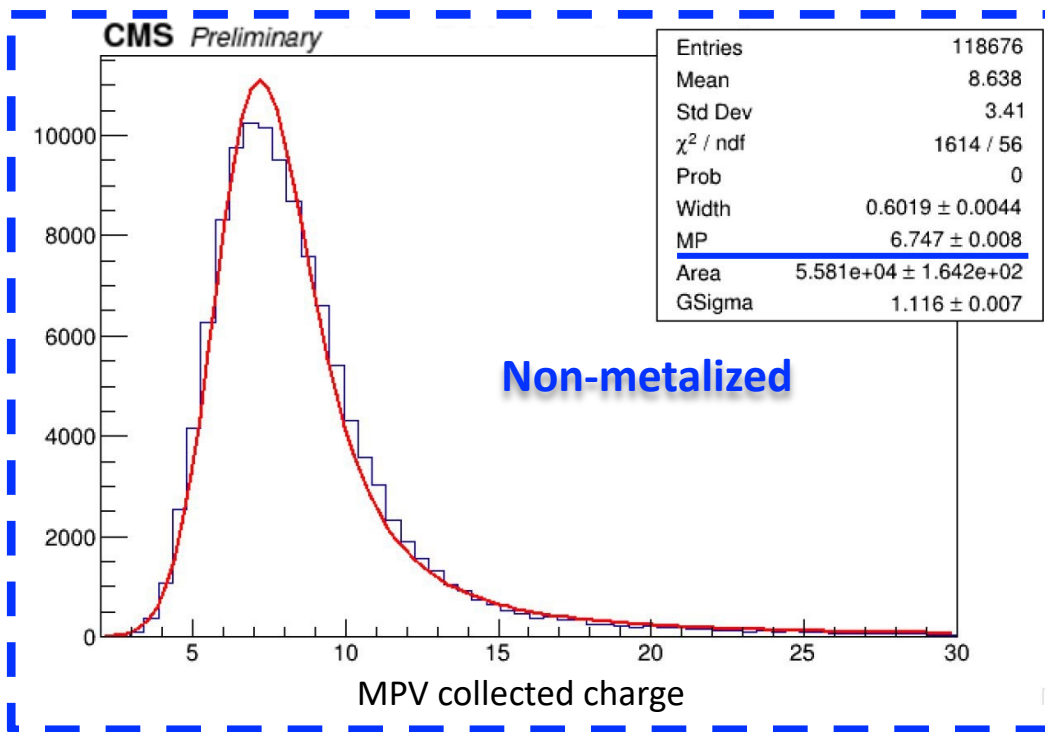 CMS Preliminary
Entries 118676
Mean 8.638
Std Dev 3.41
χ² / ndf 1614 / 56
Prob 0
Width 0.6019 ± 0.0044
MP 6.747 ± 0.008
Area 5.581e+04 ± 1.642e+02
GSigma 1.116 ± 0.007
10000
8000
6000
4000
2000
0
Non-metalized
5 10 15 20 25 30
MPV collected charge